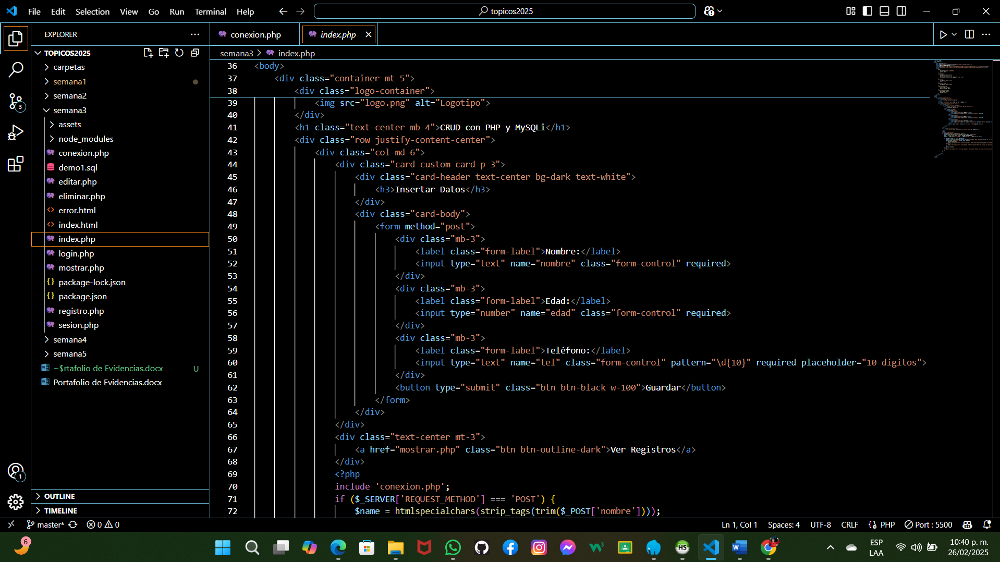 File Edit Selection View Go Run Terminal Help
topicos2025
EXPLORER
TOPICOS2025
carpetas
semana1
semana2
semana3
assets
node_modules
conexion.php
demo1.sql
editar.php
eliminar.php
error.html
index.html
index.php
login.php
mostrar.php
package-lock.json
package.json
registro.php
sesion.php
semana4
semana5
~$rtafolio de Evidencias.docx U
Portafolio de Evidencias.docx
OUTLINE
TIMELINE
3
1
conexion.php index.php
semana3 > index.php
36 <body>
37 <div class="container mt-5">
38 <div class="logo-container">
39 <img src="logo.png" alt="Logotipo">
40 </div>
41 <h1 class="text-center mb-4">CRUD con PHP y MySQLi</h1>
42 <div class="row justify-content-center">
43 <div class="col-md-6">
44 <div class="card custom-card p-3">
45 <div class="card-header text-center bg-dark text-white">
46 <h3>Insertar Datos</h3>
47 </div>
48 <div class="card-body">
49 <form method="post">
50 <div class="mb-3">
51 <label class="form-label">Nombre:</label>
52 <input type="text" name="nombre" class="form-control" required>
53 </div>
54 <div class="mb-3">
55 <label class="form-label">Edad:</label>
56 <input type="number" name="edad" class="form-control" required>
57 </div>
58 <div class="mb-3">
59 <label class="form-label">Teléfono:</label>
60 <input type="text" name="tel" class="form-control" pattern="\d{10}" required placeholder="10 dígitos">
61 </div>
62 <button type="submit" class="btn btn-black w-100">Guardar</button>
63 </form>
64 </div>
65 </div>
66 <div class="text-center mt-3">
67 <a href="mostrar.php" class="btn btn-outline-dark">Ver Registros</a>
68 </div>
69 <?php
70 include 'conexion.php';
71 if ($_SERVER['REQUEST_METHOD'] === 'POST') {
72 $name = htmlspecialchars(strip_tags(trim($_POST['nombre'])));
master* 0 0
Ln 1, Col 1 Spaces: 4 UTF-8 CRLF PHP Port : 5500
6
HS
ESP
LAA
10:40 p. m.
26/02/2025